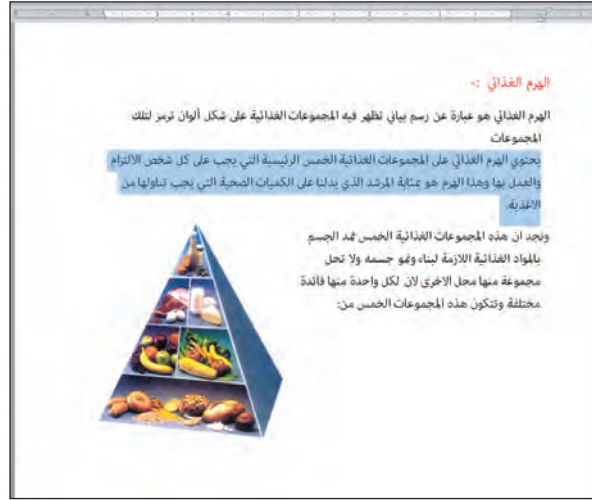 الهرم الغذائي :-
الهرم الغذائي هو عبارة عن رسم بياني تظهر فيه المجموعات الغذائية على شكل ألوان ترمز لتلك
المجموعات
يحتوي الهرم الغذائي على المجموعات الغذائية الخمس الرئيسية التي يجب على كل شخص الالتزام
والعمل بها وهذا الهرم هو بمثابة المرشد الذي يدلنا على الكميات الصحية التي يجب تناولها من
الاغذية.
ونجد ان هذه المجموعات الغذائية الخمس تمد الجسم
بالمواد الغذائية اللازمة لبناء ونمو جسمه ولا تحل
مجموعة منها محل الاخرى لان لكل واحدة منها فائدة
مختلفة وتتكون هذه المجموعات الخمس من: